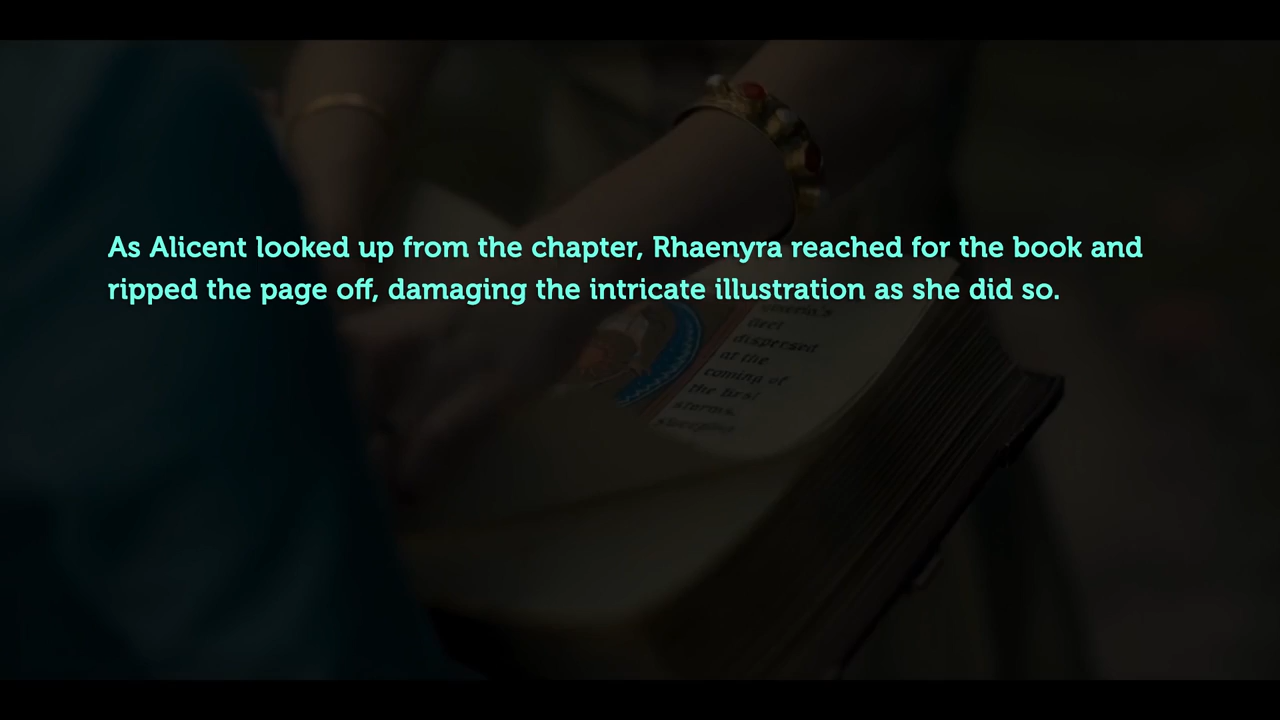 As Alicent looked up from the chapter, Rhaenyra reached for the book and
ripped the page off, damaging the intricate illustration as she did so.
dispersed
at the
coming of
the first
storms,